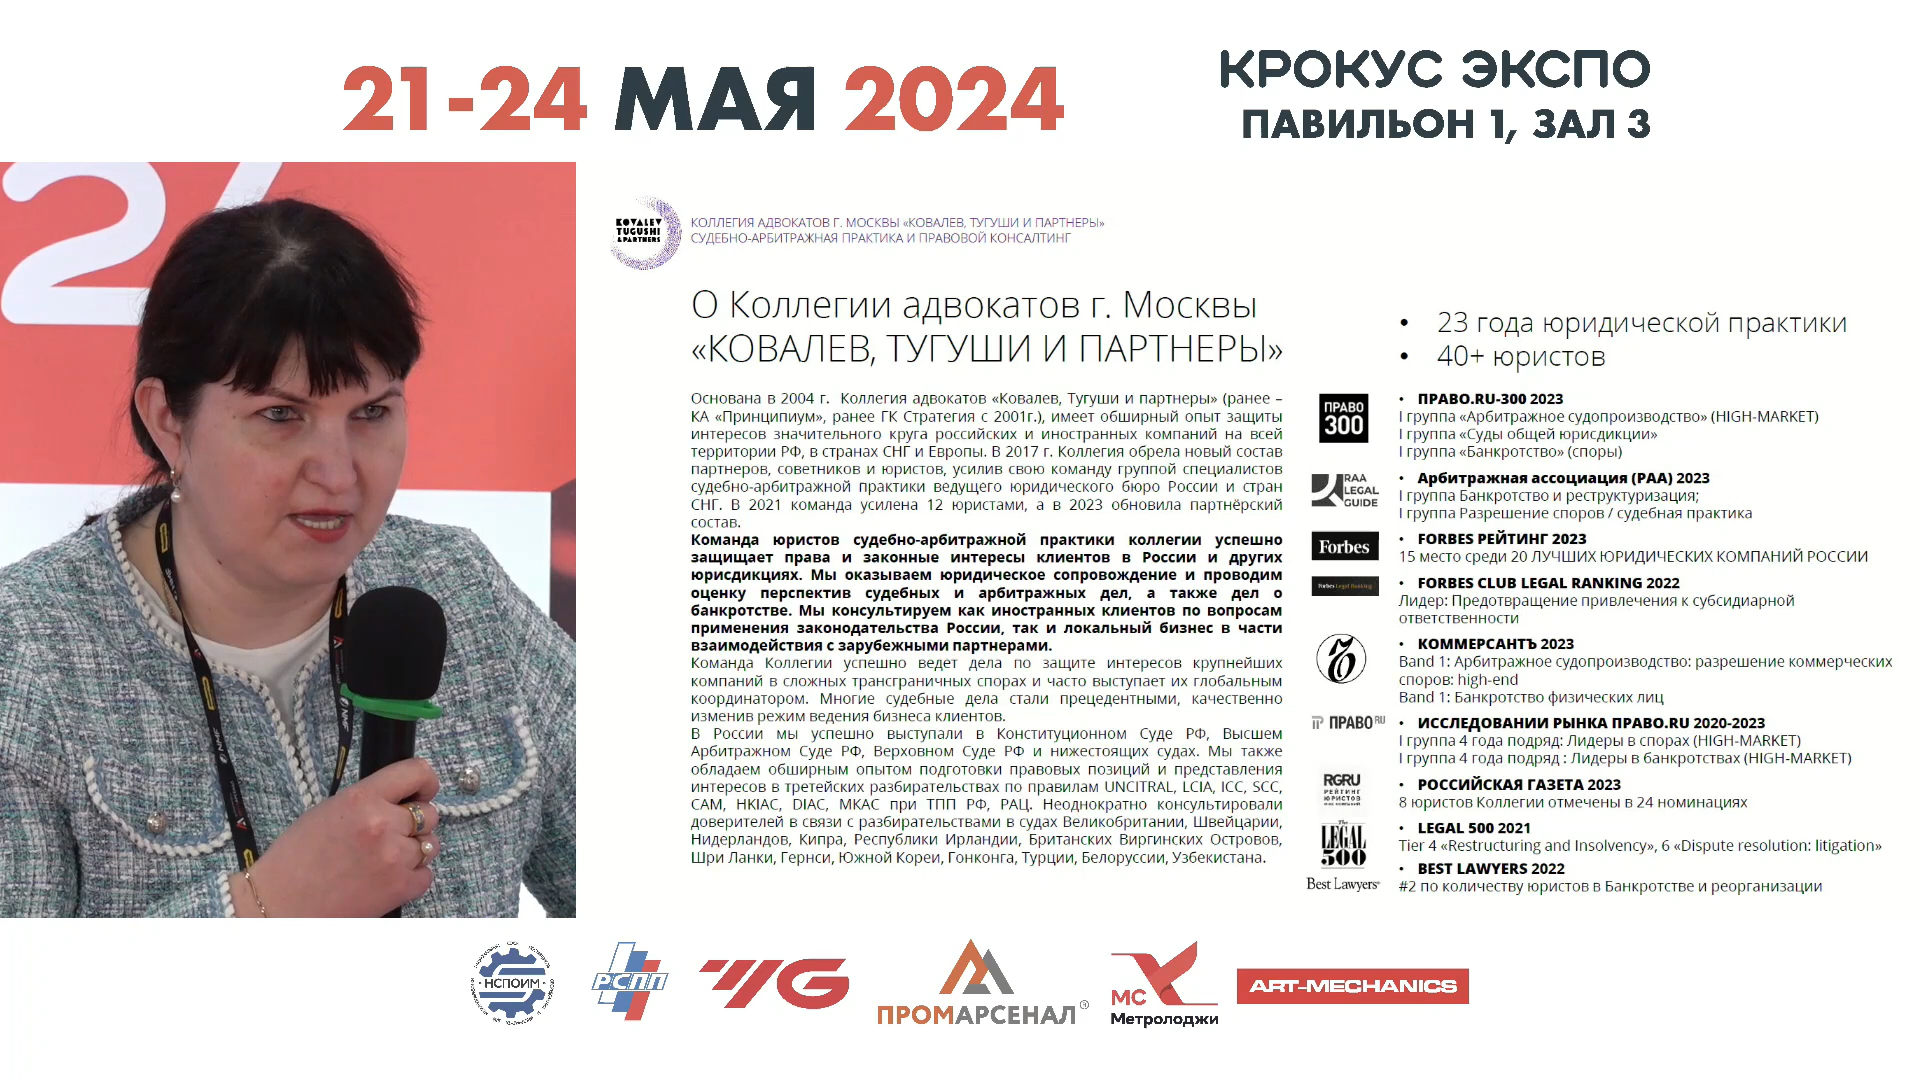 21-24 МАЯ 2024
КРОКУС ЭКСПО
ПАВИЛЬОН 1, ЗАЛ 3
KOVALEV
TUGUSHI
& PARTNERS
КОЛЛЕГИЯ АДВОКАТОВ Г. МОСКВЫ «КОВАЛЕВ, ТУГУШИ И ПАРТНЕРЫ»
СУДЕБНО-АРБИТРАЖНАЯ ПРАКТИКА И ПРАВОВОЙ КОНСАЛТИНГ
О Коллегии адвокатов г. Москвы
«КОВАЛЕВ, ТУГУШИ И ПАРТНЕРЫ»
Основана в 2004 г. Коллегия адвокатов «Ковалев, Тугуши и партнеры» (ранее –
КА «Принципиум», ранее ГК Стратегия с 2001г.), имеет обширный опыт защиты
интересов значительного круга российских и иностранных компаний на всей
территории РФ, в странах СНГ и Европы. В 2017 г. Коллегия обрела новый состав
партнеров, советников и юристов, усилив свою команду группой специалистов
судебно-арбитражной практики ведущего юридического бюро России и стран
СНГ. В 2021 команда усилена 12 юристами, а в 2023 обновила партнёрский
состав.
Команда юристов судебно-арбитражной практики коллегии успешно
защищает права и законные интересы клиентов в России и других
юрисдикциях. Мы оказываем юридическое сопровождение и проводим
оценку перспектив судебных и арбитражных дел, а также дел о
банкротстве. Мы консультируем как иностранных клиентов по вопросам
применения законодательства России, так и локальный бизнес в части
взаимодействия с зарубежными партнерами.
Команда Коллегии успешно ведет дела по защите интересов крупнейших
компаний в сложных трансграничных спорах и часто выступает их глобальным
координатором. Многие судебные дела стали прецедентными, качественно
изменив режим ведения бизнеса клиентов.
В России мы успешно выступали в Конституционном Суде РФ, Высшем
Арбитражном Суде РФ, Верховном Суде РФ и нижестоящих судах. Мы также
обладаем обширным опытом подготовки правовых позиций и представления
интересов в третейских разбирательствах по правилам UNCITRAL, LCIA, ICC, SCC,
CAM, HKIAC, DIAC, МКАС при ТПП РФ, РАЦ. Неоднократно консультировали
доверителей в связи с разбирательствами в судах Великобритании, Швейцарии,
Нидерландов, Кипра, Республики Ирландии, Британских Виргинских Островов,
Шри Ланки, Гернси, Южной Кореи, Гонконга, Турции, Белоруссии, Узбекистана.
• 23 года юридической практики
• 40+ юристов
ПРАВО
300
• ПРАВО.RU-300 2023
I группа «Арбитражное судопроизводство» (HIGH-MARKET)
I группа «Суды общей юрисдикции»
I группа «Банкротство» (споры)
RAA
LEGAL
GUIDE
• Арбитражная ассоциация (РАА) 2023
I группа Банкротство и реструктуризация;
I группа Разрешение споров / судебная практика
Forbes
• FORBES РЕЙТИНГ 2023
15 место среди 20 ЛУЧШИХ ЮРИДИЧЕСКИХ КОМПАНИЙ РОССИИ
Forbes Legal Ranking
• FORBES CLUB LEGAL RANKING 2022
Лидер: Предотвращение привлечения к субсидиарной
ответственности
Ъ
• КОММЕРСАНТЪ 2023
Band 1: Арбитражное судопроизводство: разрешение коммерческих
споров: high-end
Band 1: Банкротство физических лиц
ПРАВО RU
• ИССЛЕДОВАНИИ РЫНКА ПРАВО.RU 2020-2023
I группа 4 года подряд: Лидеры в спорах (HIGH-MARKET)
I группа 4 года подряд : Лидеры в банкротствах (HIGH-MARKET)
RGRU
РЕЙТИНГ
ЮРИСТОВ
• РОССИЙСКАЯ ГАЗЕТА 2023
8 юристов Коллегии отмечены в 24 номинациях
The
LEGAL
500
• LEGAL 500 2021
Tier 4 «Restructuring and Insolvency», 6 «Dispute resolution: litigation»
Best Lawyers
• BEST LAWYERS 2022
#2 по количеству юристов в Банкротстве и реорганизации
НСПОИМ
РСПП
YG
ПРОМАРСЕНАЛ®
МС
Метролоджи
ART-MECHANICS